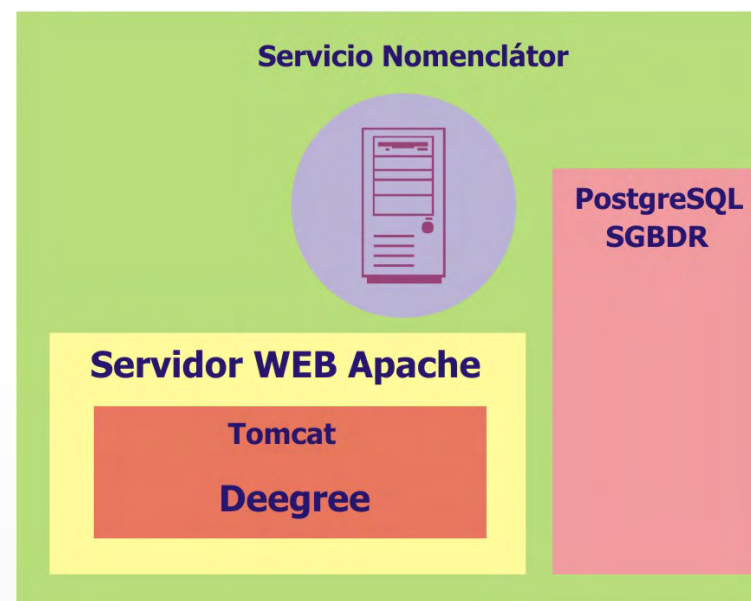 Servicio Nomenclátor
PostgreSQL
SGBDR
Servidor WEB Apache
Tomcat
Deegree